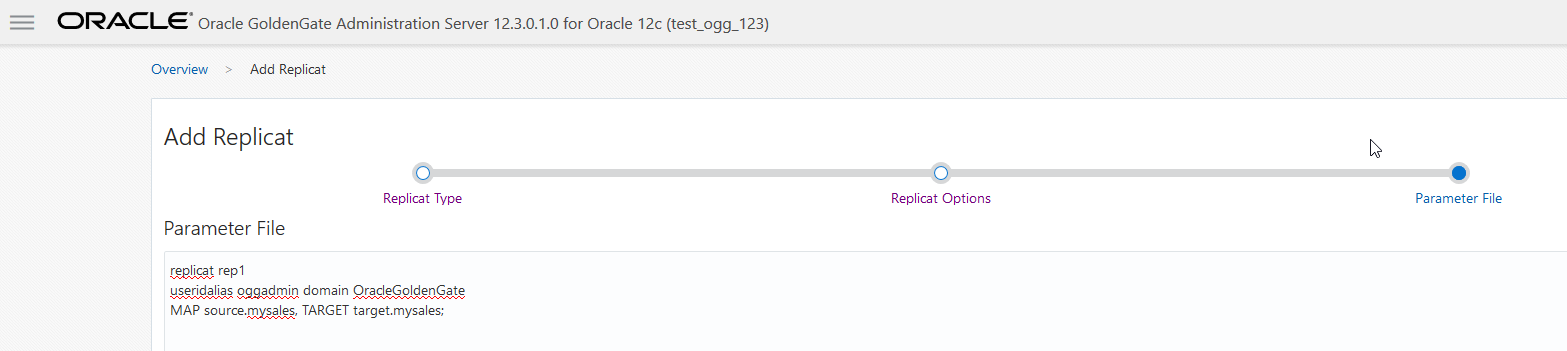 ORACLE® Oracle GoldenGate Administration Server 12.3.0.1.0 for Oracle 12c (test_ogg_123)
Overview > Add Replicat
Add Replicat
Replicat Type Replicat Options Parameter File
Parameter File
replicat rep1
useridalias oggadmin domain OracleGoldenGate
MAP source.mysales, TARGET target.mysales;